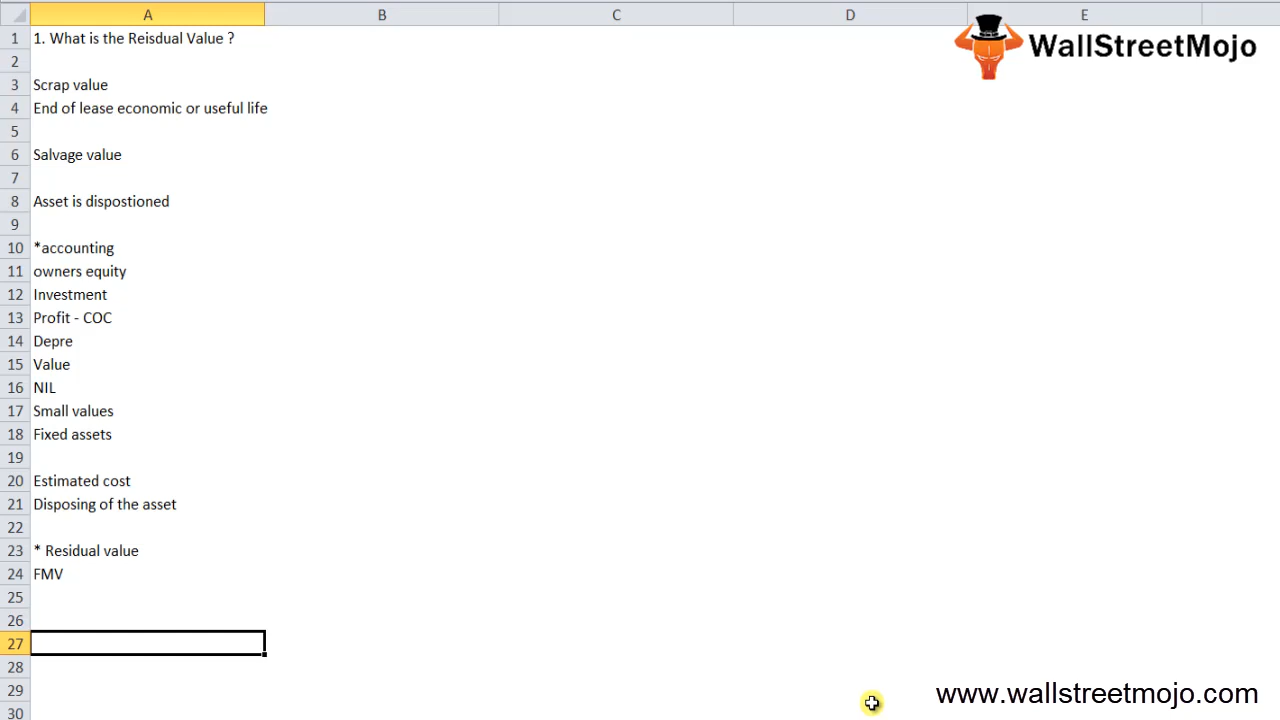 A B C D E
1 1. What is the Reisdual Value ?
WallStreetMojo
2
3 Scrap value
4 End of lease economic or useful life
5
6 Salvage value
7
8 Asset is dispostioned
9
10 *accounting
11 owners equity
12 Investment
13 Profit - COC
14 Depre
15 Value
16 NIL
17 Small values
18 Fixed assets
19
20 Estimated cost
21 Disposing of the asset
22
23 * Residual value
24 FMV
25
26
27
28
29
www.wallstreetmojo.com
30